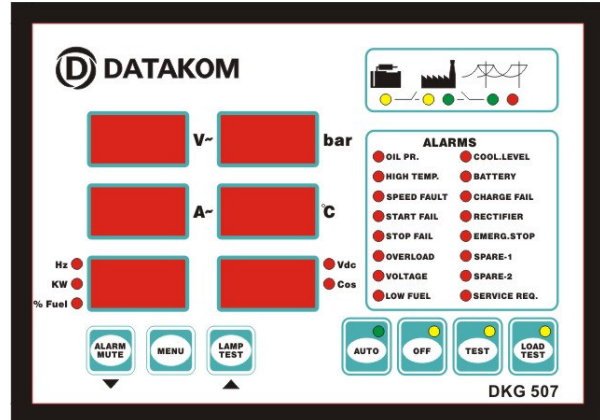 DATAKOM
V~
bar
A~
°C
Hz
KW
% Fuel
Vdc
Cos
ALARM MUTE
MENU
LAMP TEST
ALARMS
OIL PR.
COOL.LEVEL
HIGH TEMP.
BATTERY
SPEED FAULT
CHARGE FAIL
START FAIL
RECTIFIER
STOP FAIL
EMERG.STOP
OVERLOAD
SPARE-1
VOLTAGE
SPARE-2
LOW FUEL
SERVICE REQ.
AUTO
OFF
TEST
LOAD TEST
DKG 507